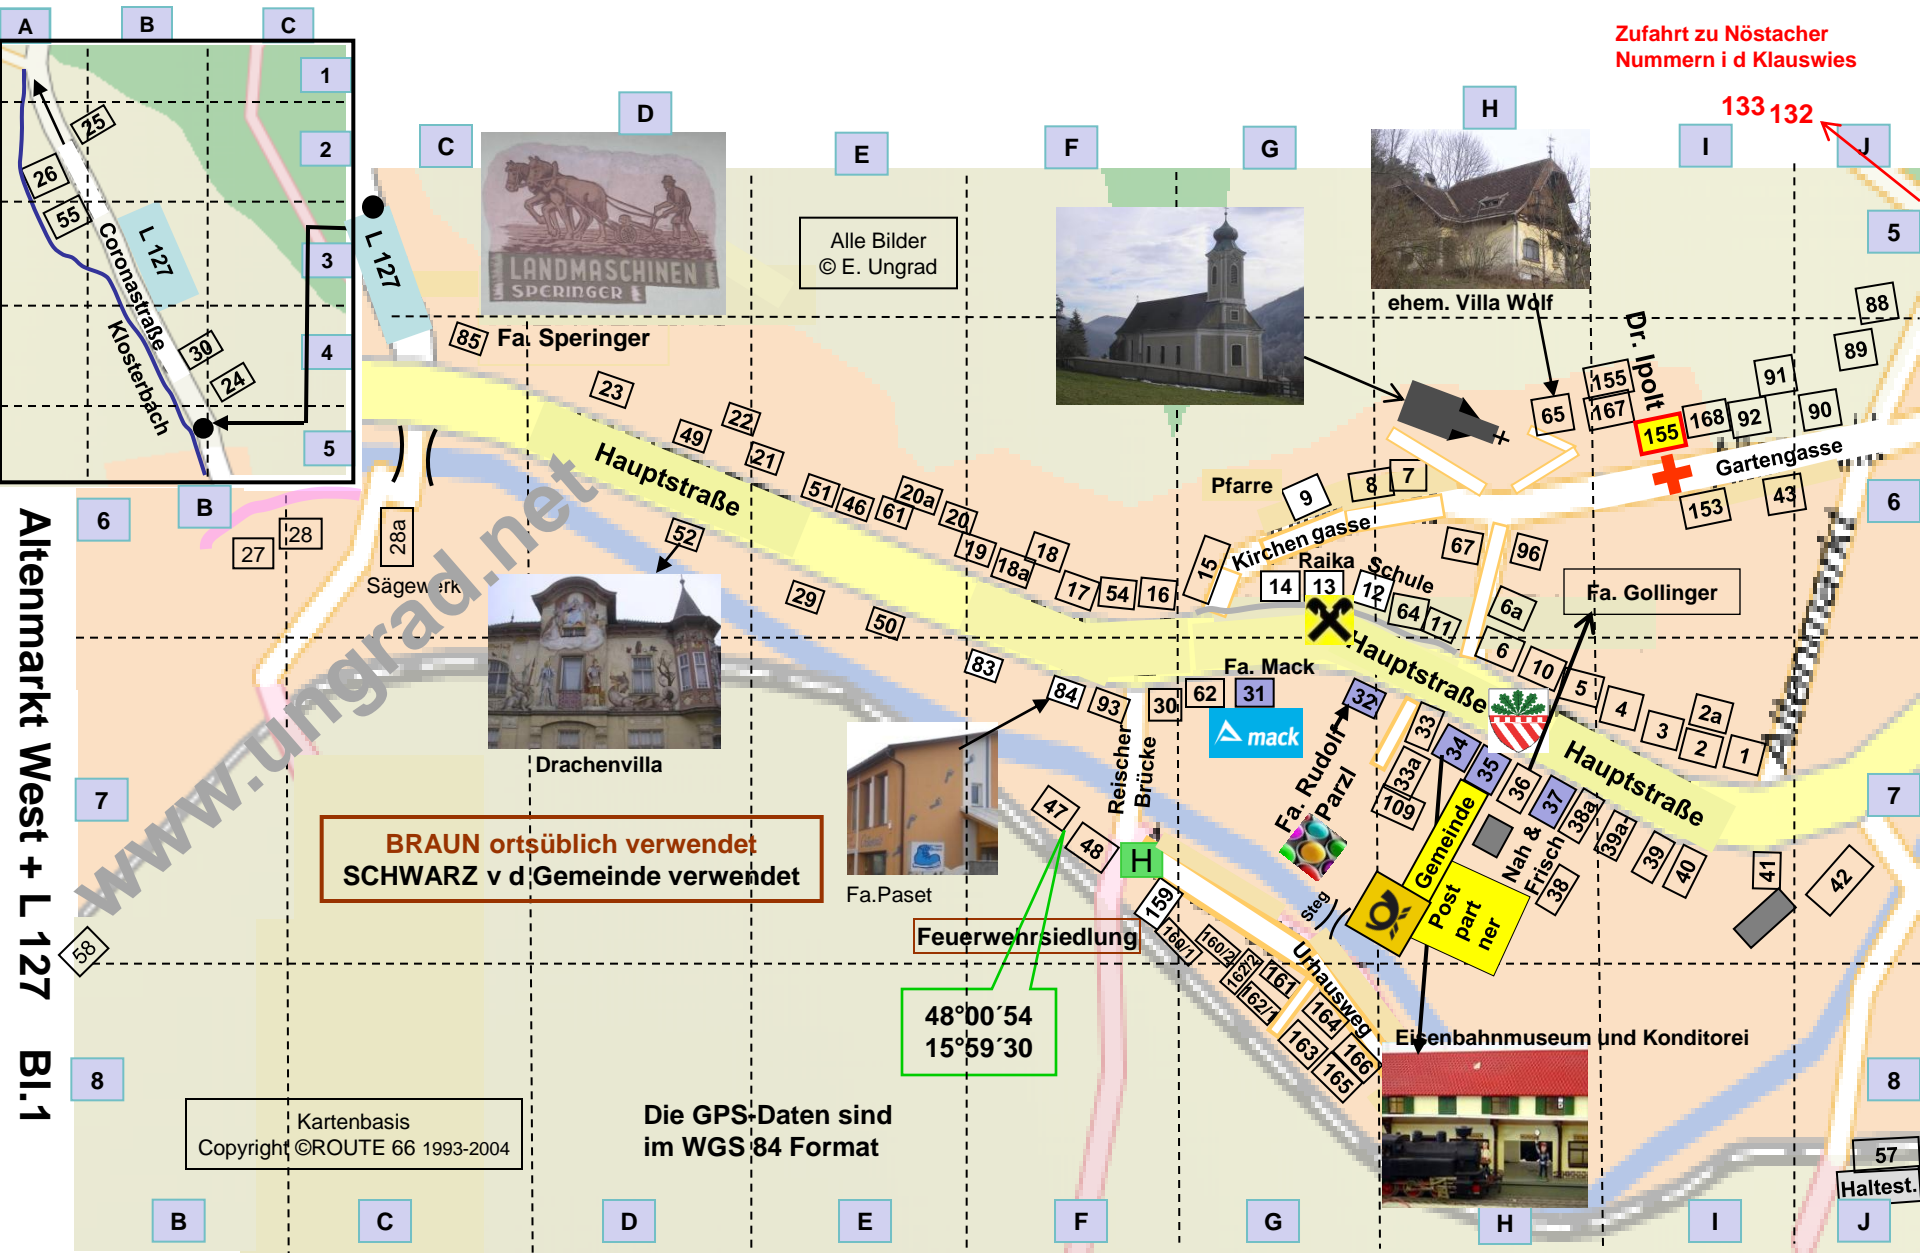 A
B
C
1
2
3
4
5
25
26
55
L 127
Coronastraße
Klosterbach
30
24
Zufahrt zu Nöstacher
Nummern i d Klauswies
133 132
C
D
E
F
G
H
I
J
5
L 127
LANDMASCHINEN
SPERINGER
Fa. Speringer
Alle Bilder
© E. Ungrad
ehem. Villa Wolf
Dr. Ipolt
88
89
91
90
92
168
155
167
155
65
85
23
22
49
21
51
46
61
20a
20
19
18a
18
17
54
16
15
Hauptstraße
Pfarre
9
8
7
Kirchen gasse
Gartengasse
153
43
67
96
6
B
6
27
28
28a
Sägewerk
52
29
50
83
84
93
30
62
31
Raika
14
13
Schule
12
64
11
6a
6
10
5
4
3
2a
2
1
Fa. Gollinger
Fa. Mack
mack
Hauptstraße
Hauptstraße
32
33
33a
109
34
35
36
37
38a
38
39a
39
40
41
42
Fa. Rudolf
Parzl
Gemeinde
Post
part
ner
Nah &
Frisch
Reischer
Brücke
Drachenvilla
Fa.Paset
7
7
BRAUN ortsüblich verwendet
SCHWARZ v d Gemeinde verwendet
www.ungrad.net
Altenmarkt West + L 127 Bl.1
47
48
H
Steg
159
160/1
160/2
162/2
162/1
161
164
163
166
165
Urhausweg
58
Feuerwehrsiedlung
48°00´54
15°59´30
Eisenbahnmuseum und Konditorei
8
8
Kartenbasis
Copyright ©ROUTE 66 1993-2004
Die GPS-Daten sind
im WGS 84 Format
57
Haltest.
B
C
D
E
F
G
H
I
J